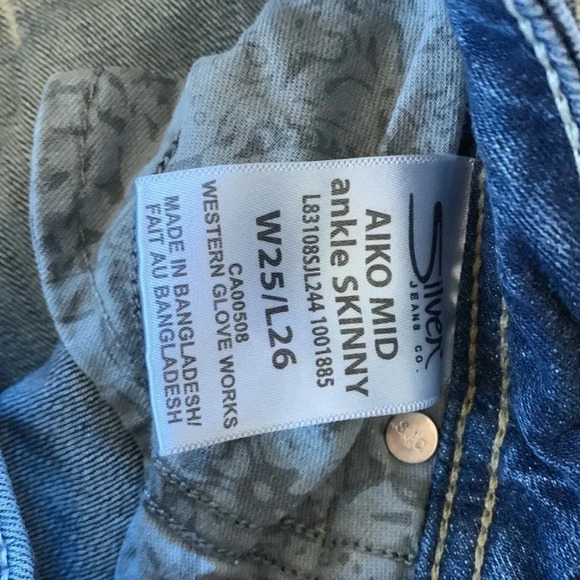 Silver
JEANS CO.
AIKO MID
ankle SKINNY
L83108SJL244 1001885
W25/L26
CA00508
WESTERN GLOVE WORKS
MADE IN BANGLADESH/
FAIT AU BANGLADESH
SJC